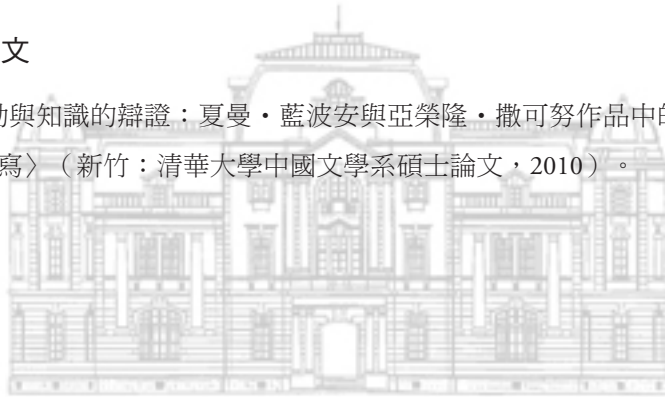 文
與知識的辯證：夏曼・藍波安與亞榮隆・撒可努作品中的
寫〉（新竹：清華大學中國文學系碩士論文，2010）。